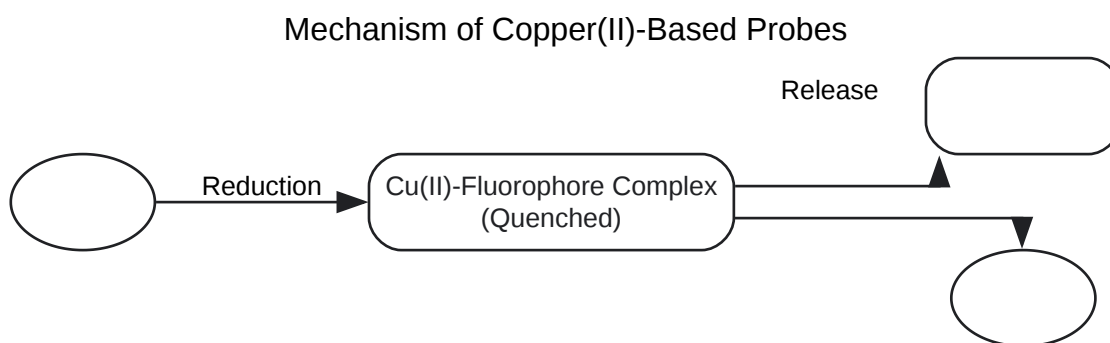 Mechanism of Copper(II)-Based Probes
Release
Reduction
Cu(II)-Fluorophore Complex
(Quenched)